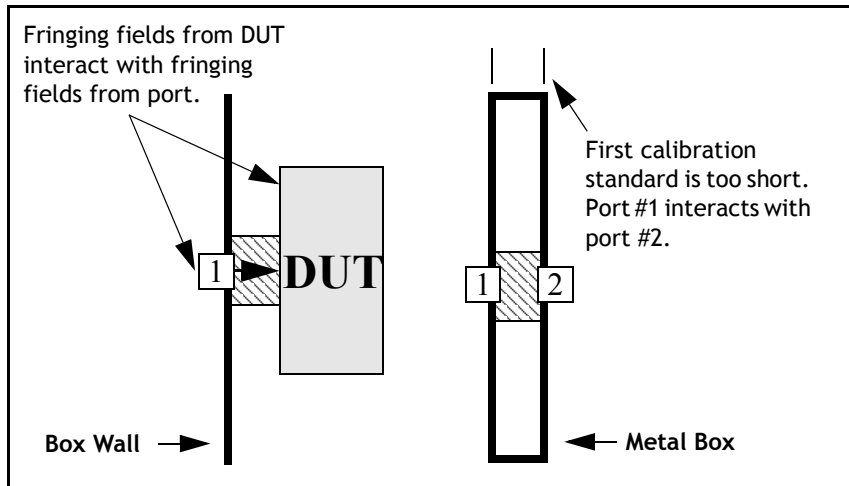 Fringing fields from DUT
interact with fringing
fields from port.
First calibration
standard is too short.
Port #1 interacts with
port #2.
1
DUT
1
2
Box Wall
Metal Box